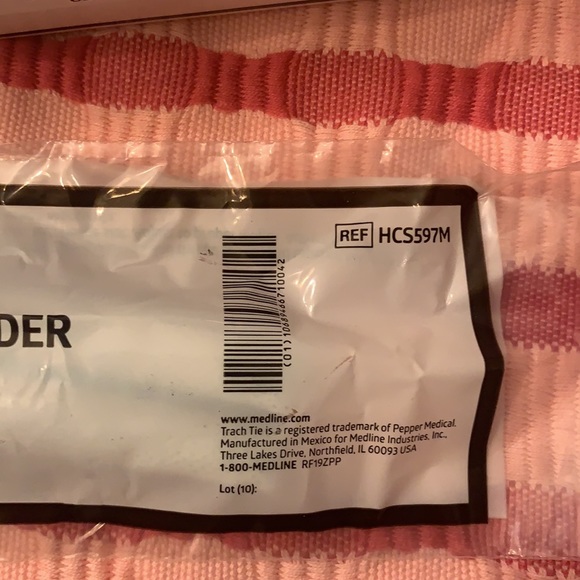 REF HCS597M
DER
(01)10689466710042
www.medline.com
Trach Tie is a registered trademark of Pepper Medical.
Manufactured in Mexico for Medline Industries, Inc.,
Three Lakes Drive, Northfield, IL 60093 USA
1-800-MEDLINE RF19ZPP
Lot (10):